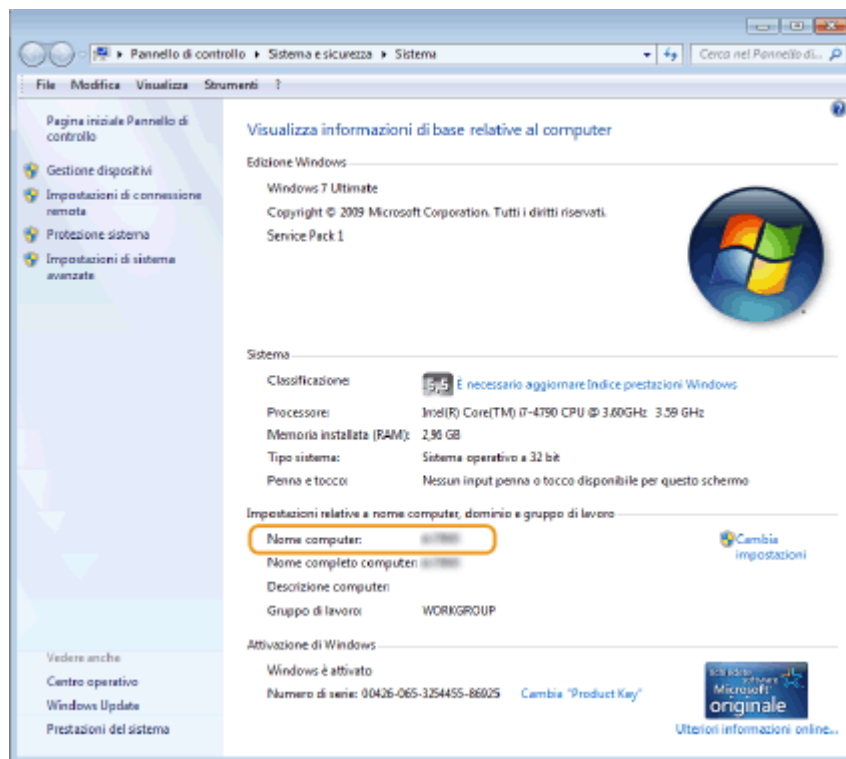 Pannello di controllo ▸ Sistema e sicurezza ▸ Sistema
Cerca nel Pannello di...
File Modifica Visualizza Strumenti ?
Pagina iniziale Pannello di
controllo
Gestione dispositivi
Impostazioni di connessione
remota
Protezione sistema
Impostazioni di sistema
avanzate
Visualizza informazioni di base relative al computer
Edizione Windows
Windows 7 Ultimate
Copyright © 2009 Microsoft Corporation. Tutti i diritti riservati.
Service Pack 1
Sistema
Classificazione: 5,5 È necessario aggiornare Indice prestazioni Windows
Processore: Intel(R) Core(TM) i7-4790 CPU @ 3.60GHz 3.59 GHz
Memoria installata (RAM): 2,96 GB
Tipo sistema: Sistema operativo a 32 bit
Penna e tocco: Nessun input penna o tocco disponibile per questo schermo
Impostazioni relative a nome computer, dominio e gruppo di lavoro
Nome computer:
Cambia
impostazioni
Nome completo computer:
Descrizione computer:
Gruppo di lavoro: WORKGROUP
Attivazione di Windows
Windows è attivato
Numero di serie: 00426-065-3254455-86925 Cambia "Product Key"
software
Microsoft
originale
Ulteriori informazioni online...
Vedere anche
Centro operativo
Windows Update
Prestazioni del sistema